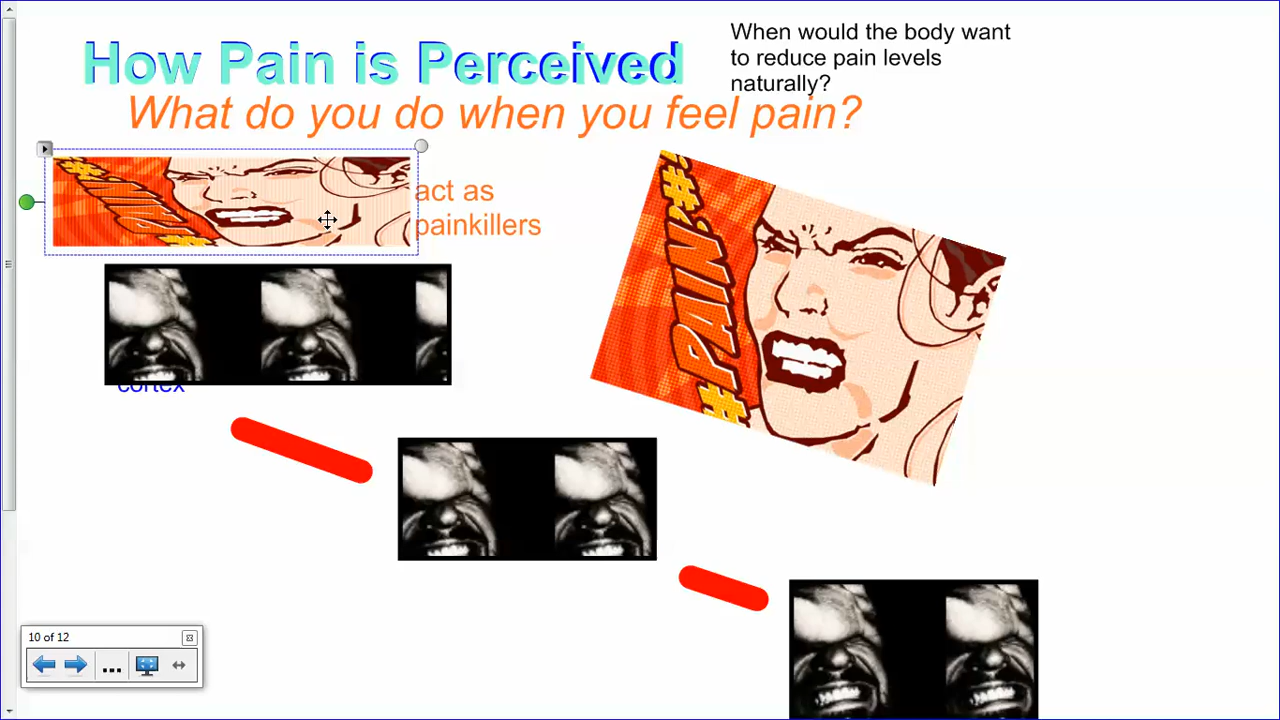 How Pain is Perceived
When would the body want
to reduce pain levels
naturally?
What do you do when you feel pain?
#PAIN#
act as
painkillers
#PAIN#
cortex
10 of 12
...